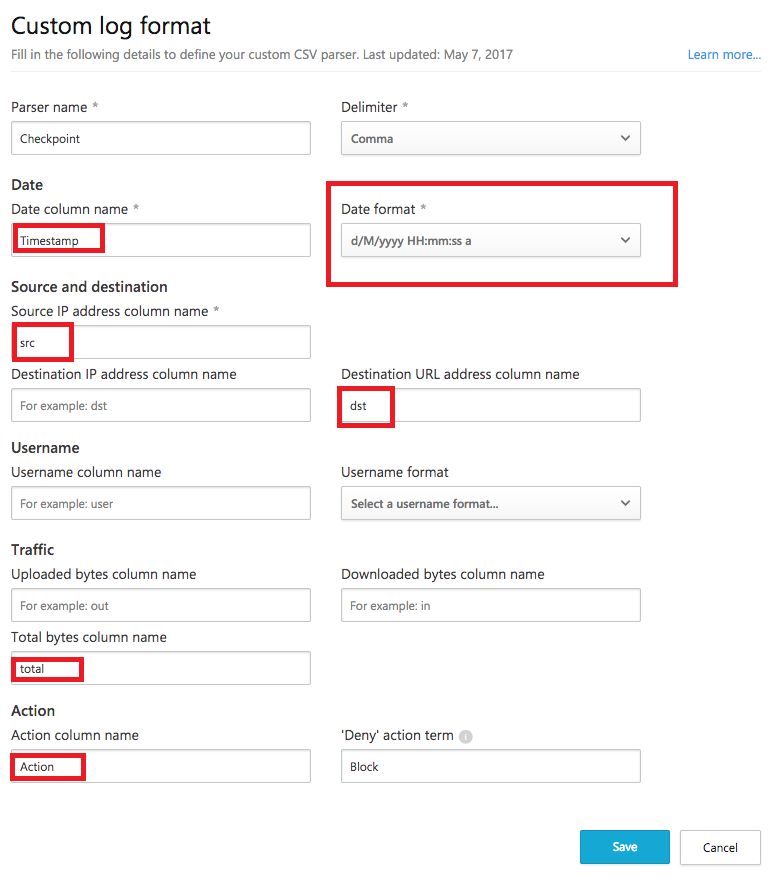 Custom log format
Fill in the following details to define your custom CSV parser. Last updated: May 7, 2017
Learn more...
Parser name *
Delimiter *
Checkpoint
Comma
Date
Date column name *
Date format *
Timestamp
d/M/yyyy HH:mm:ss a
Source and destination
Source IP address column name *
src
Destination IP address column name
Destination URL address column name
For example: dst
dst
Username
Username column name
Username format
For example: user
Select a username format...
Traffic
Uploaded bytes column name
Downloaded bytes column name
For example: out
For example: in
Total bytes column name
total
Action
Action column name
'Deny' action term i
Action
Block
Save
Cancel